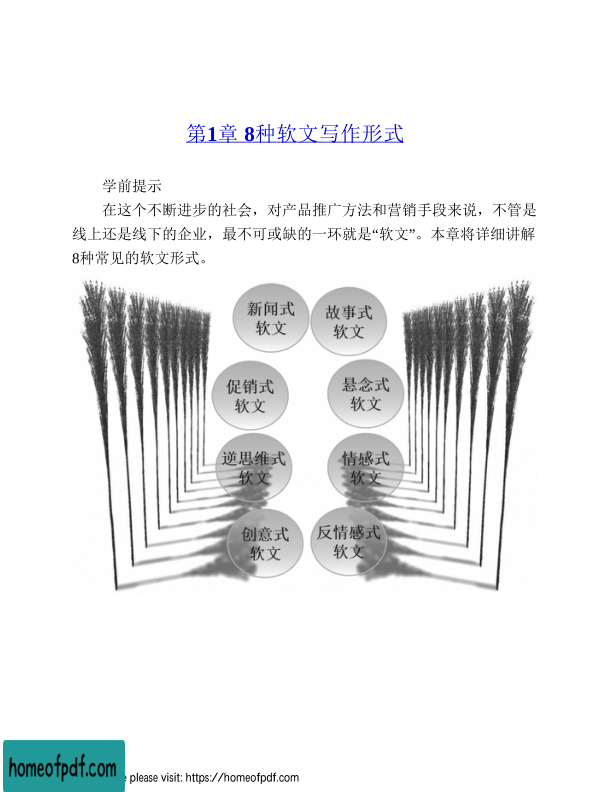 第1章 8种软文写作形式
学前提示
在这个不断进步的社会，对产品推广方法和营销手段来说，不管是
线上还是线下的企业，最不可或缺的一环就是“软文”。本章将详细讲解
8种常见的软文形式。
新闻式
软文
故事式
软文
促销式
软文
悬念式
软文
逆思维式
软文
情感式
软文
创意式
软文
反情感式
软文
homeofpdf.com
please visit: https://homeofpdf.com